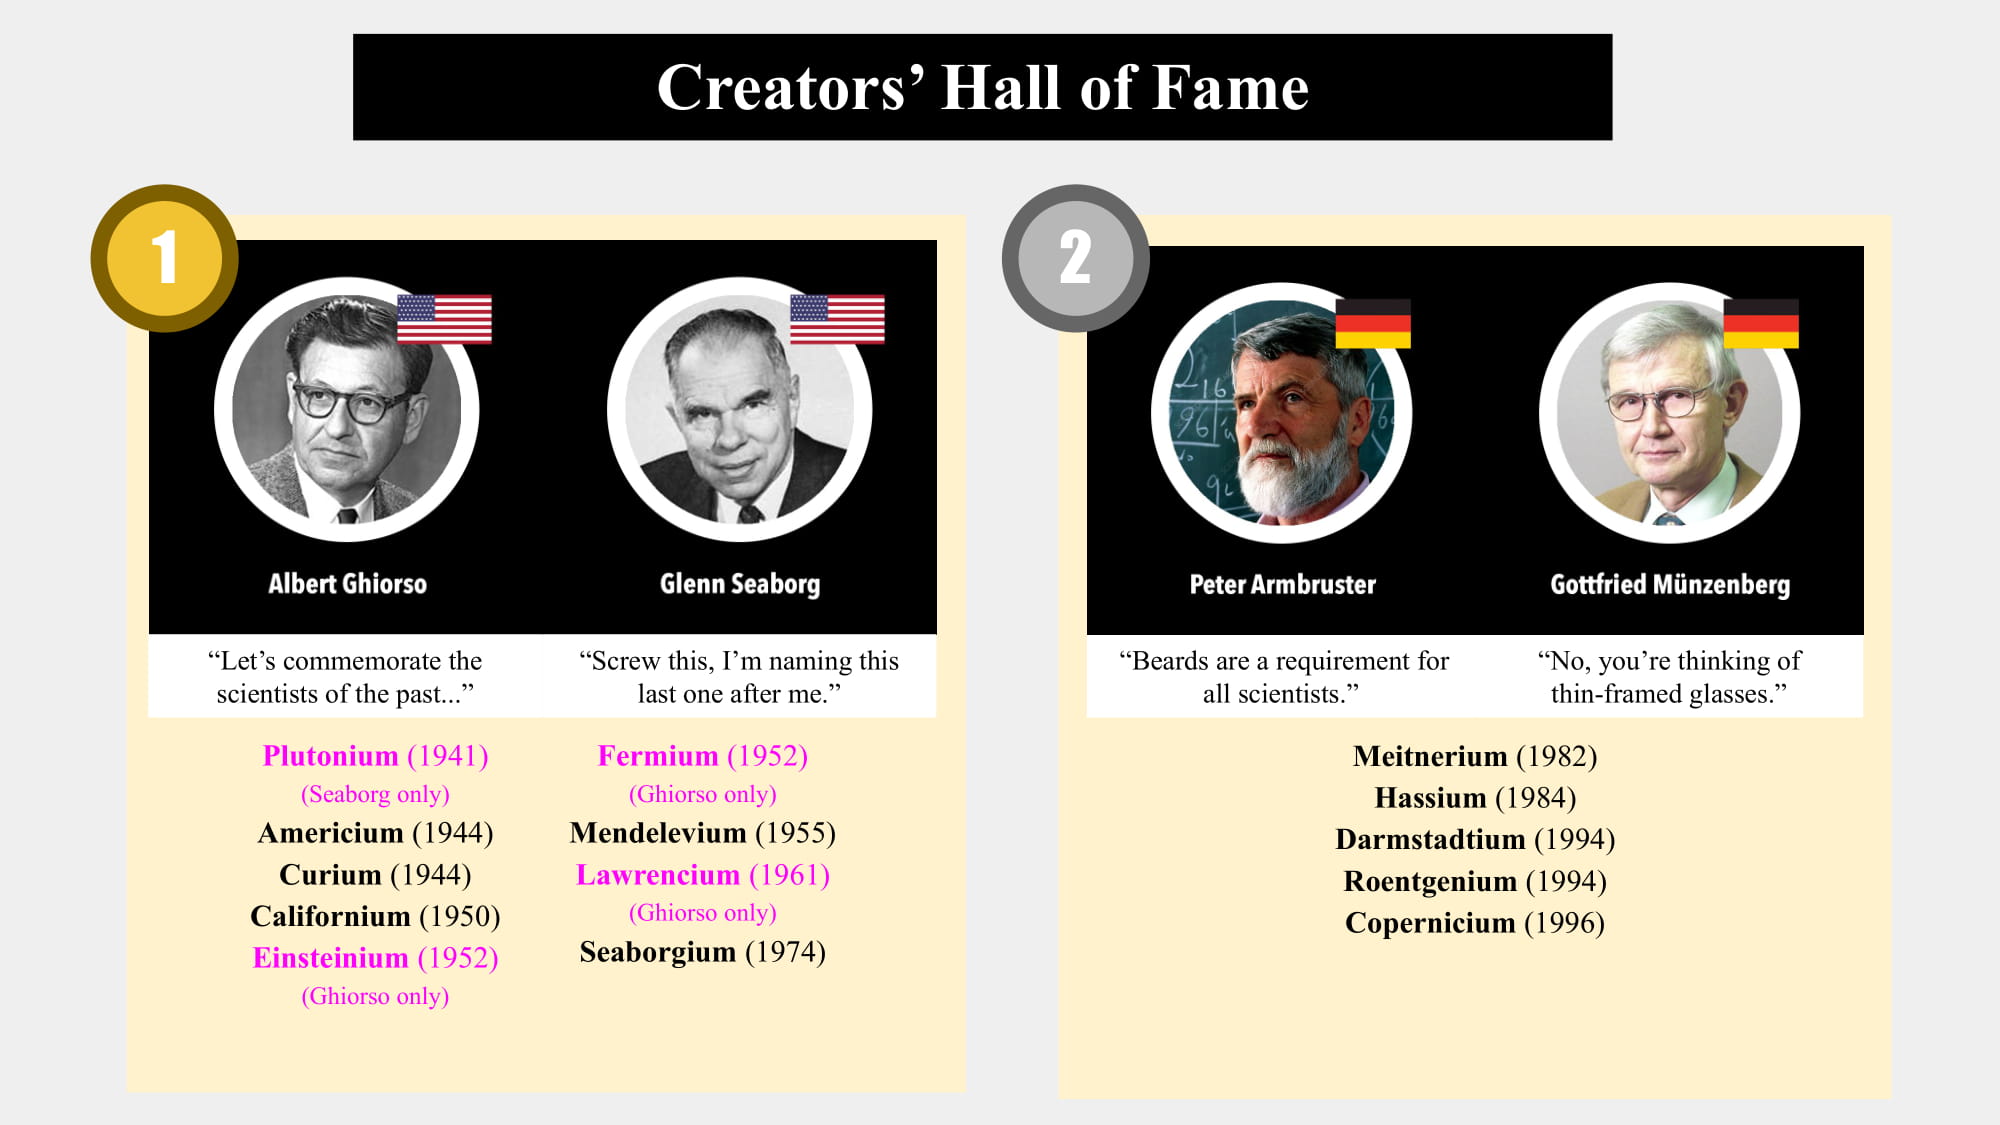 Creators’ Hall of Fame
1
Albert Ghiorso
Glenn Seaborg
“Let’s commemorate the
scientists of the past...”
“Screw this, I’m naming this
last one after me.”
Plutonium (1941)
(Seaborg only)
Americium (1944)
Curium (1944)
Californium (1950)
Einsteinium (1952)
(Ghiorso only)
Fermium (1952)
(Ghiorso only)
Mendelevium (1955)
Lawrencium (1961)
(Ghiorso only)
Seaborgium (1974)
2
Peter Armbruster
Gottfried Münzenberg
“Beards are a requirement for
all scientists.”
“No, you’re thinking of
thin-framed glasses.”
Meitnerium (1982)
Hassium (1984)
Darmstadtium (1994)
Roentgenium (1994)
Copernicium (1996)